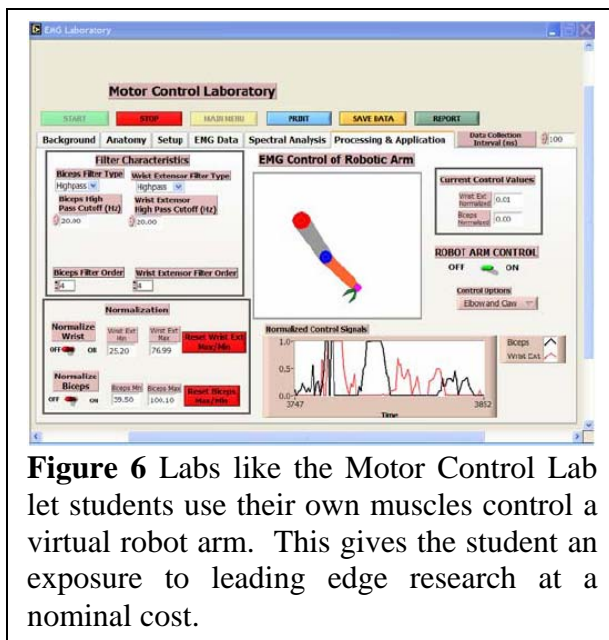 EMG Laboratory
Motor Control Laboratory
START STOP MAIN MENU PRINT SAVE DATA REPORT
Background Anatomy Setup EMG Data Spectral Analysis Processing & Application Data Collection Interval (ms) 100
Filter Characteristics
Biceps Filter Type Wrist Extensor Filter Type
Highpass Highpass
Biceps High Pass Cutoff (Hz) Wrist Extensor High Pass Cutoff (Hz)
20.00 20.00
Biceps Filter Order Wrist Extensor Filter Order
4 4
Normalization
Normalize Wrist Wrist Ext Min Wrist Ext Max Reset Wrist Ext Max/Min
OFF ON 25.20 76.99
Normalize Biceps Biceps Min Biceps Max Reset Biceps Max/Min
OFF ON 39.50 100.10
EMG Control of Robotic Arm
Current Control Values
Wrist Ext Normalized 0.01
Biceps Normalized 0.00
ROBOT ARM CONTROL
OFF ON
Control Options
Elbow and Claw
Normalized Control Signals
1.0
0.5
0.0
3747 3852
Time
Biceps
Wrist Ext
Figure 6 Labs like the Motor Control Lab
let students use their own muscles control a
virtual robot arm. This gives the student an
exposure to leading edge research at a
nominal cost.